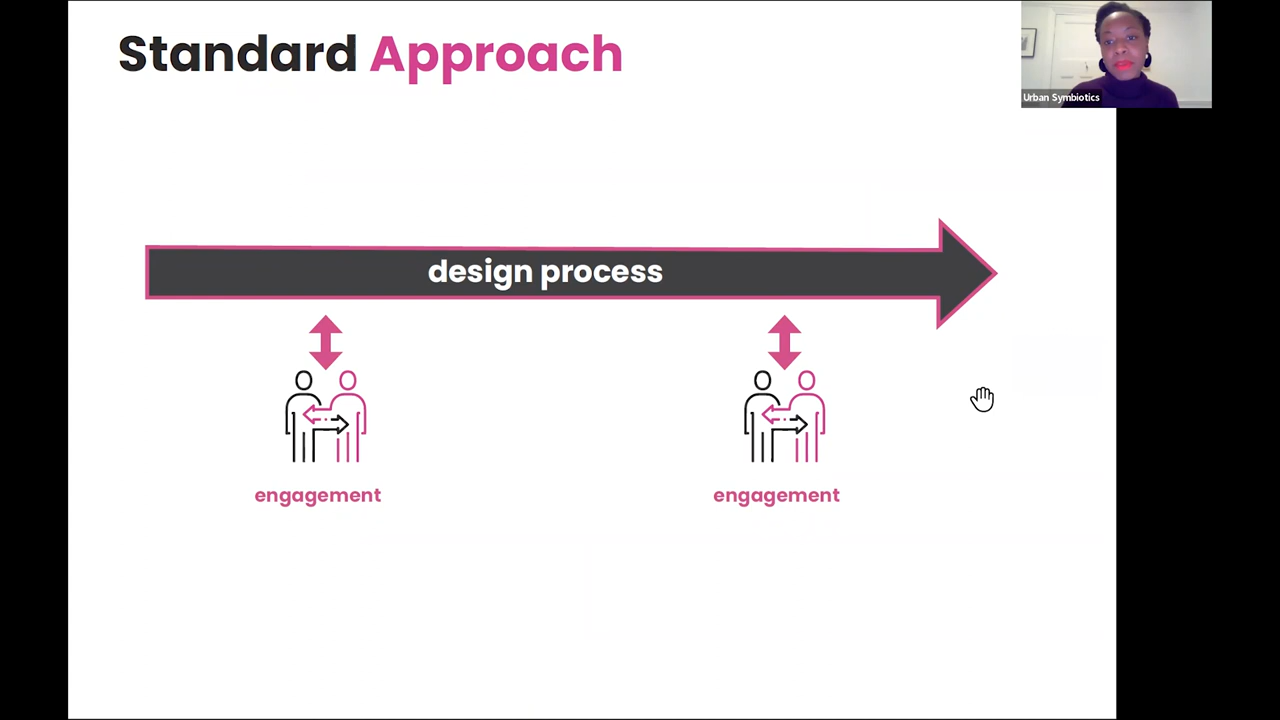 Standard Approach
Urban Symbiotics
design process
engagement
engagement